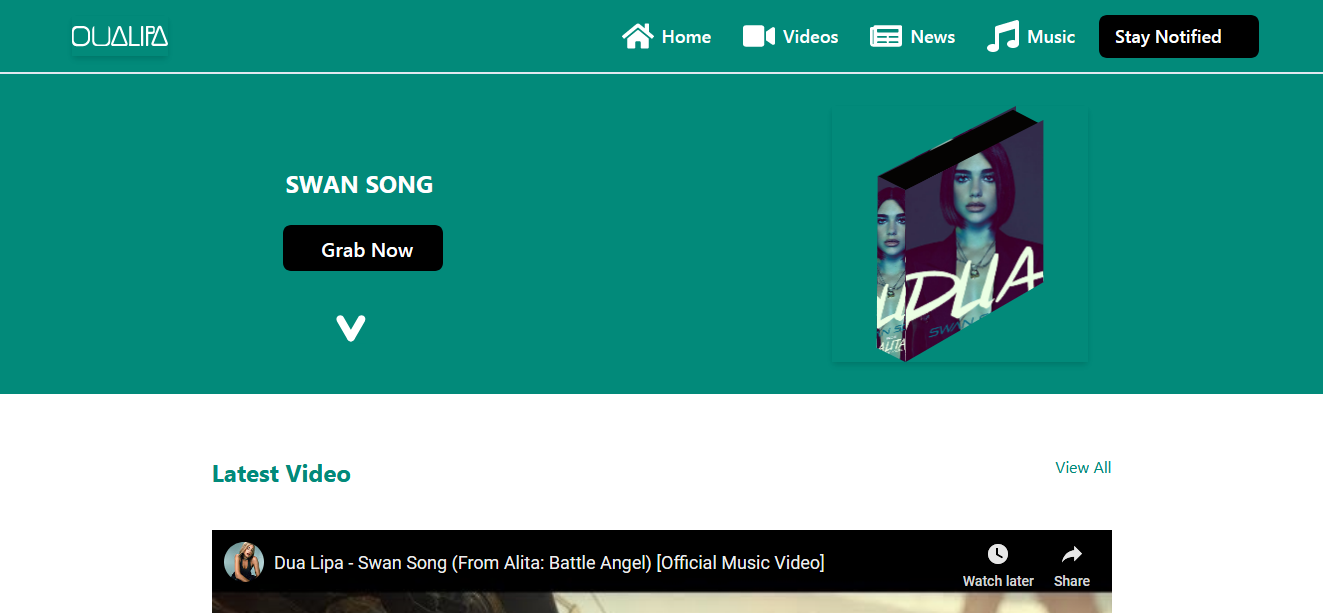 DUALIPA
Home Videos News Music Stay Notified
SWAN SONG
Grab Now
DUA
SWAN S
ALITA
Latest Video
View All
Dua Lipa - Swan Song (From Alita: Battle Angel) [Official Music Video]
Watch later Share